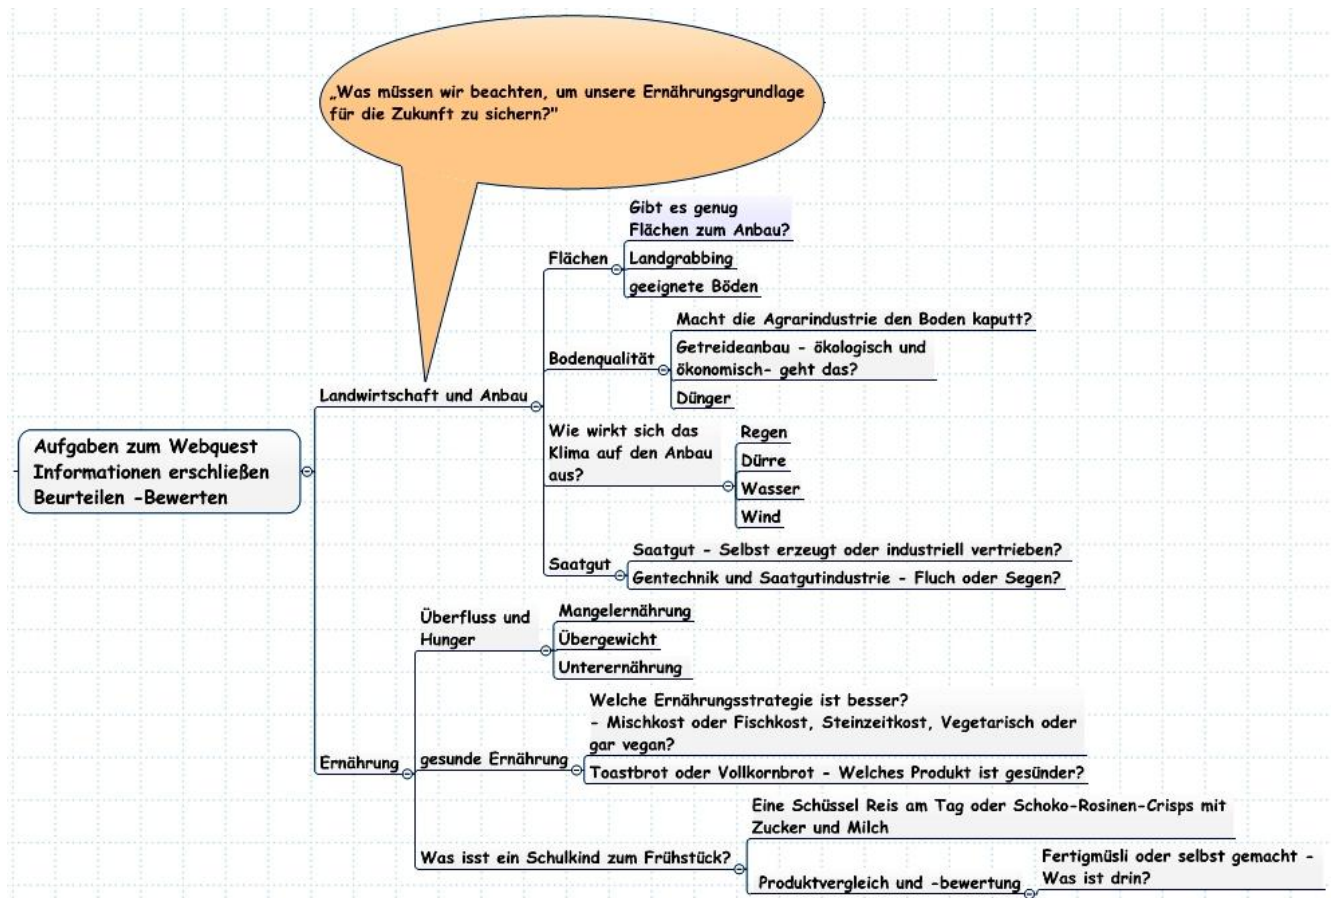 „Was müssen wir beachten, um unsere Ernährungsgrundlage
für die Zukunft zu sichern?"
Aufgaben zum Webquest
Informationen erschließen
Beurteilen -Bewerten
Landwirtschaft und Anbau
Flächen
Gibt es genug
Flächen zum Anbau?
Landgrabbing
geeignete Böden
Bodenqualität
Macht die Agrarindustrie den Boden kaputt?
Getreideanbau - ökologisch und
ökonomisch- geht das?
Dünger
Wie wirkt sich das
Klima auf den Anbau
aus?
Regen
Dürre
Wasser
Wind
Saatgut
Saatgut - Selbst erzeugt oder industriell vertrieben?
Gentechnik und Saatgutindustrie - Fluch oder Segen?
Ernährung
Überfluss und
Hunger
Mangelernährung
Übergewicht
Unterernährung
gesunde Ernährung
Welche Ernährungsstrategie ist besser?
- Mischkost oder Fischkost, Steinzeitkost, Vegetarisch oder
gar vegan?
Toastbrot oder Vollkornbrot - Welches Produkt ist gesünder?
Was isst ein Schulkind zum Frühstück?
Eine Schüssel Reis am Tag oder Schoko-Rosinen-Crisps mit
Zucker und Milch
Produktvergleich und -bewertung
Fertigmüsli oder selbst gemacht -
Was ist drin?